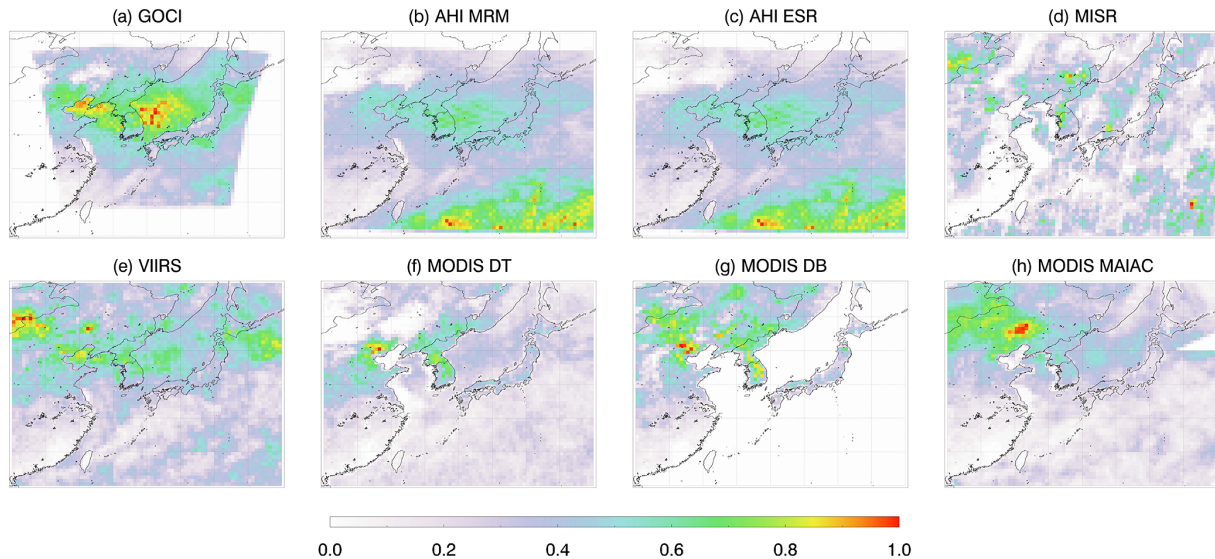 (a) GOCI
(b) AHI MRM
(c) AHI ESR
(d) MISR
(e) VIIRS
(f) MODIS DT
(g) MODIS DB
(h) MODIS MAIAC
0.0 0.2 0.4 0.6 0.8 1.0